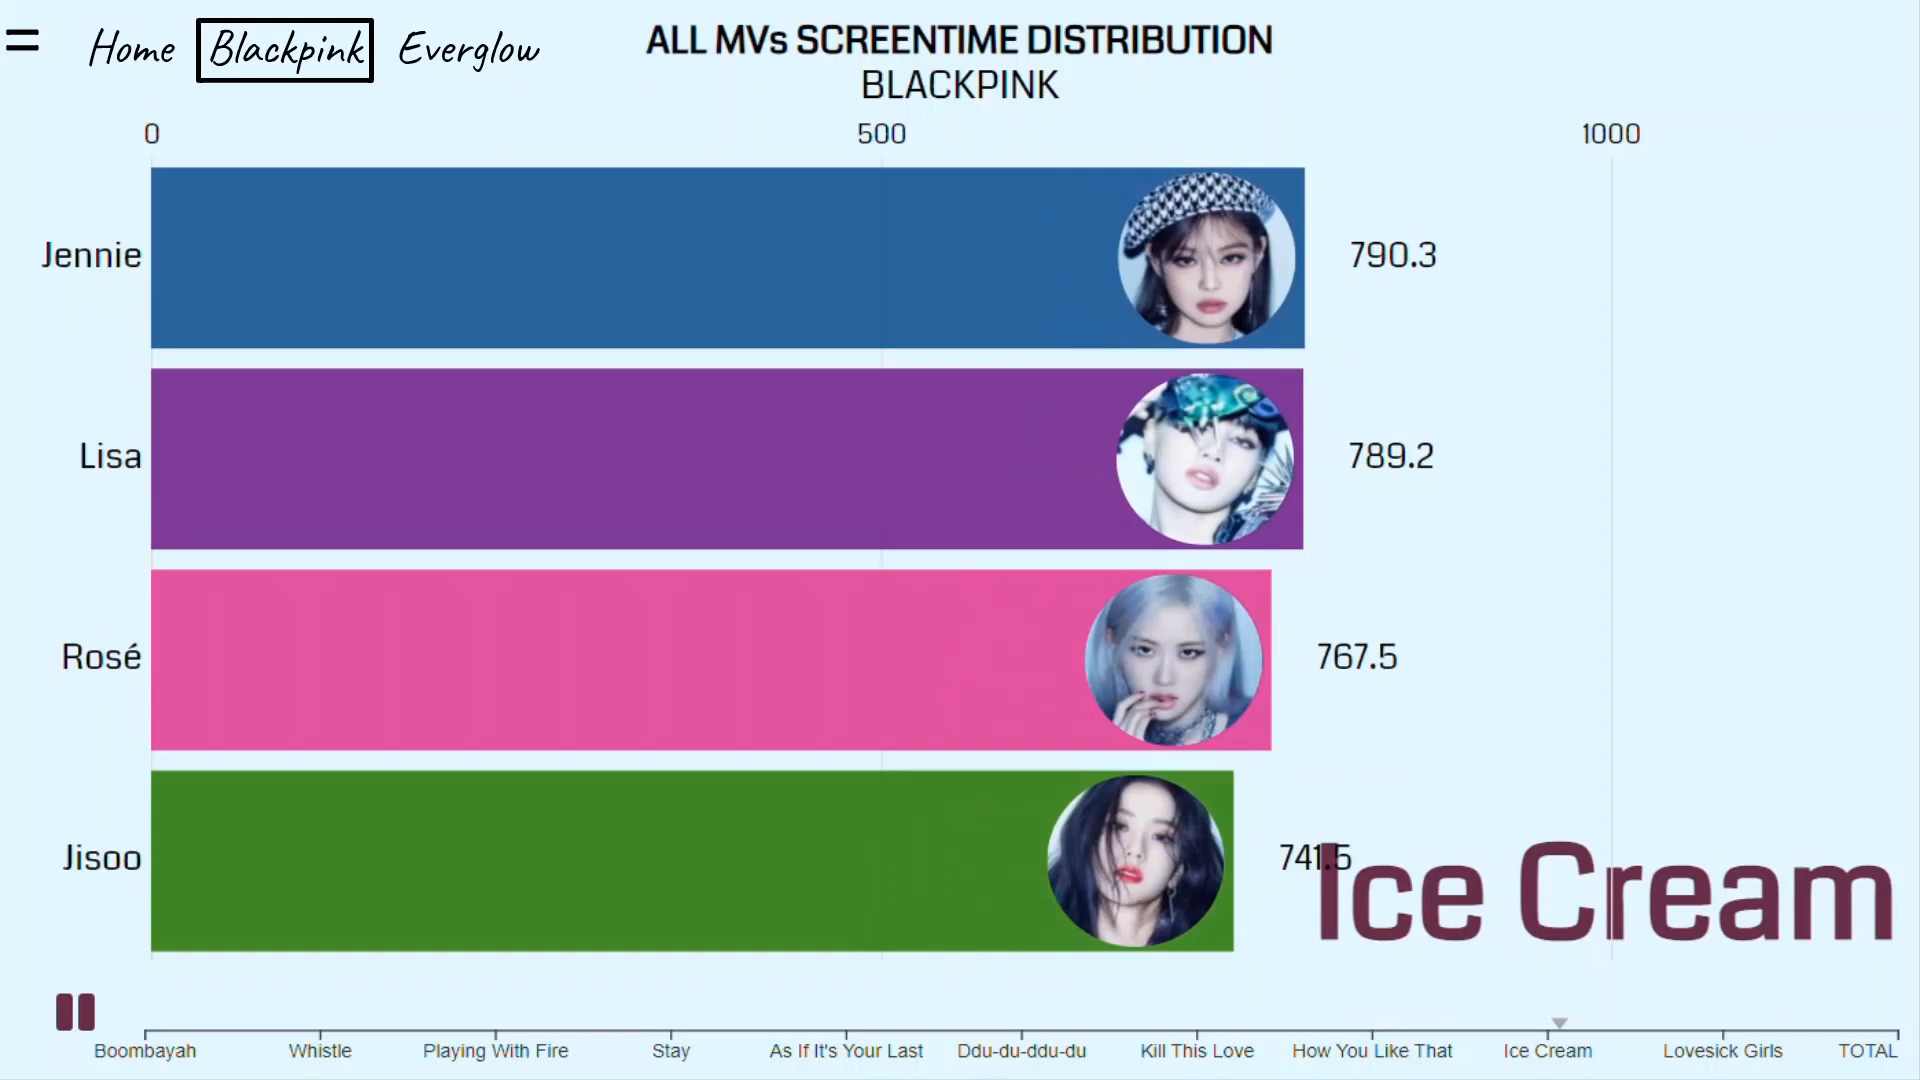 Home Blackpink Everglow
ALL MVs SCREENTIME DISTRIBUTION
BLACKPINK
0 500 1000
Jennie 790.3
Lisa 789.2
Rosé 767.5
Jisoo 741.5
Ice Cream
Boombayah Whistle Playing With Fire Stay As If It's Your Last Ddu-du-ddu-du Kill This Love How You Like That Ice Cream Lovesick Girls TOTAL